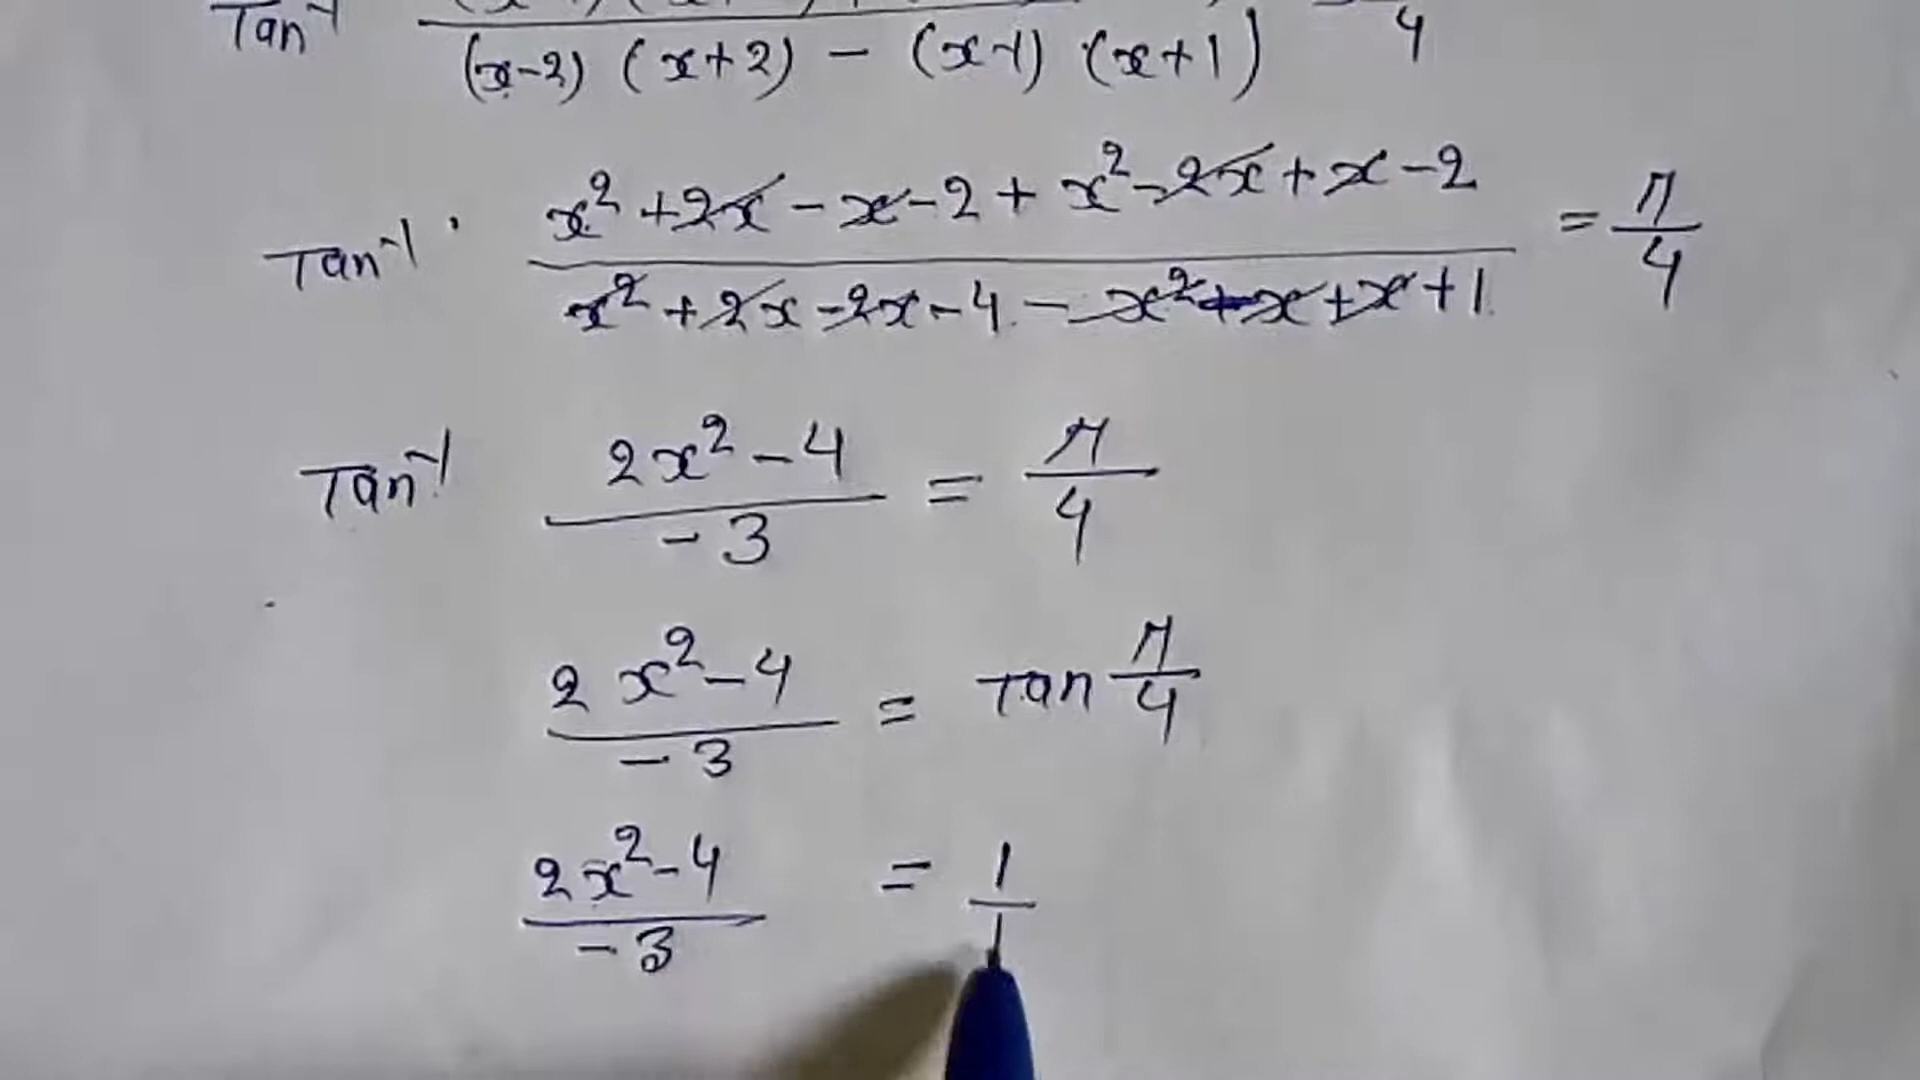 Tan⁻¹ (x-2) (x+2) - (x-1) (x+1) 4
Tan⁻¹ x²+2x-x-2+x²-2x+x-2 / x²+2x-2x-4-x²+x+x+1 = π/4
Tan⁻¹ 2x²-4 / -3 = π/4
2x²-4 / -3 = Tan π/4
2x²-4 / -3 = 1/1